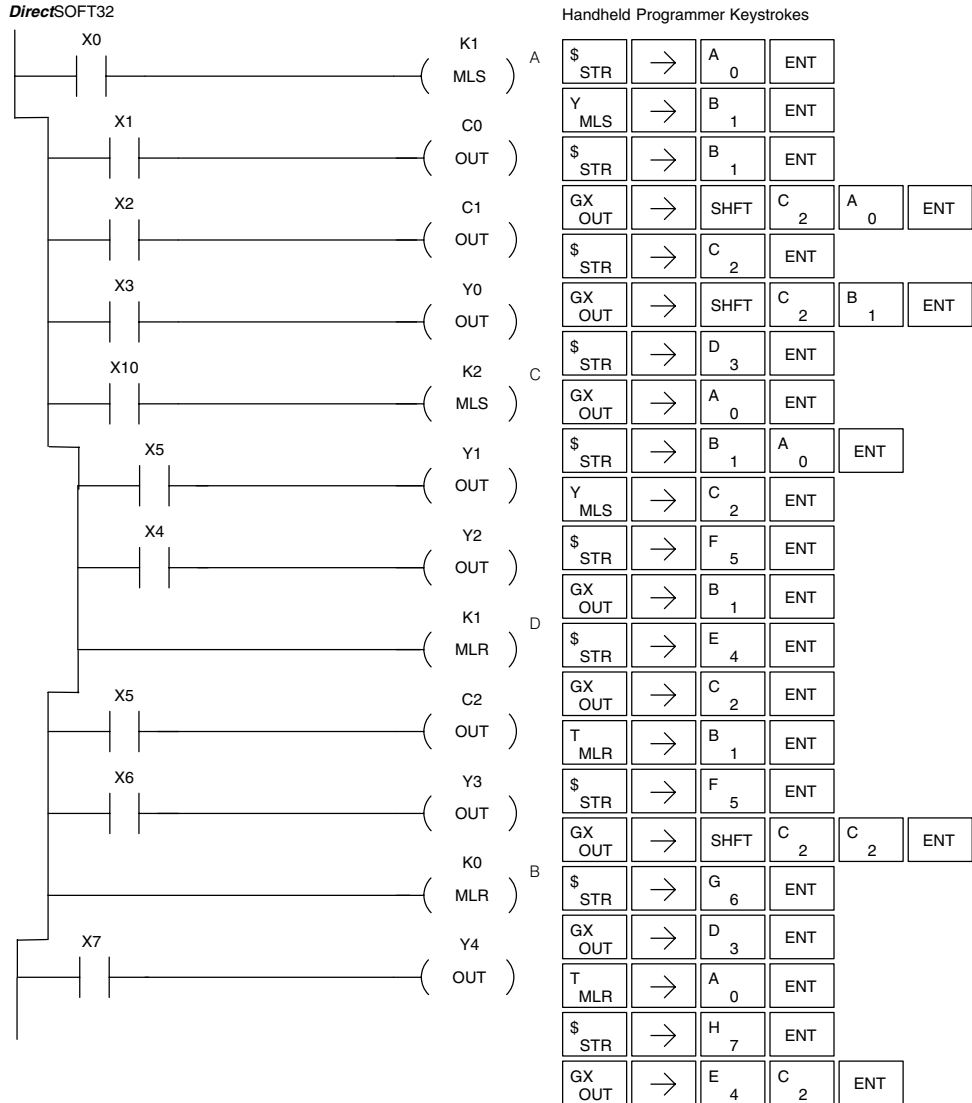 DirectSOFT32
X0
K1
MLS
A
X1
C0
OUT
X2
C1
OUT
X3
Y0
OUT
X10
K2
MLS
C
X5
Y1
OUT
X4
Y2
OUT
K1
MLR
D
X5
C2
OUT
X6
Y3
OUT
K0
MLR
B
X7
Y4
OUT
Handheld Programmer Keystrokes
$ STR → A 0 ENT
Y MLS → B 1 ENT
$ STR → B 1 ENT
GX OUT → SHFT C 2 A 0 ENT
$ STR → C 2 ENT
GX OUT → SHFT C 2 B 1 ENT
$ STR → D 3 ENT
GX OUT → A 0 ENT
$ STR → B 1 A 0 ENT
Y MLS → C 2 ENT
$ STR → F 5 ENT
GX OUT → B 1 ENT
$ STR → E 4 ENT
GX OUT → C 2 ENT
T MLR → B 1 ENT
$ STR → F 5 ENT
GX OUT → SHFT C 2 C 2 ENT
$ STR → G 6 ENT
GX OUT → D 3 ENT
T MLR → A 0 ENT
$ STR → H 7 ENT
GX OUT → E 4 C 2 ENT